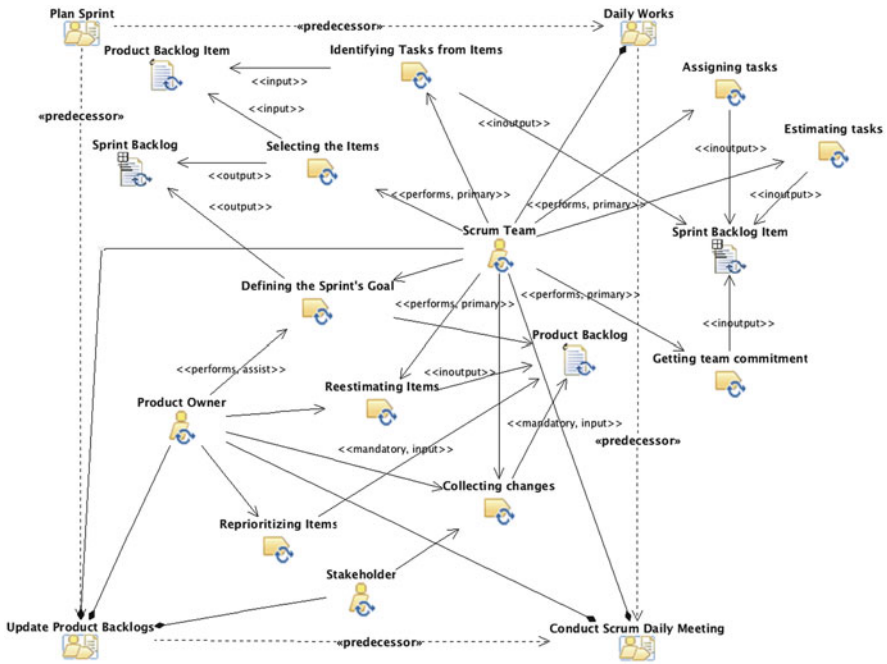 Plan Sprint
«predecessor»
Daily Works
Product Backlog Item
Identifying Tasks from Items
Assigning tasks
<<input>>
<<input>>
«predecessor»
<<inoutput>>
Estimating tasks
Sprint Backlog
Selecting the Items
<<inoutput>>
<<output>>
<<inoutput>>
<<performs, primary>>
<<performs, primary>>
<<output>>
Scrum Team
Sprint Backlog Item
Defining the Sprint's Goal
<<performs, primary>>
<<performs, primary>>
<<inoutput>>
Product Backlog
Getting team commitment
<<performs, assist>>
<<inoutput>>
Reestimating Items
Product Owner
<<mandatory, input>>
<<mandatory, input>>
«predecessor»
Collecting changes
Reprioritizing Items
Stakeholder
Update Product Backlogs
Conduct Scrum Daily Meeting
«predecessor»